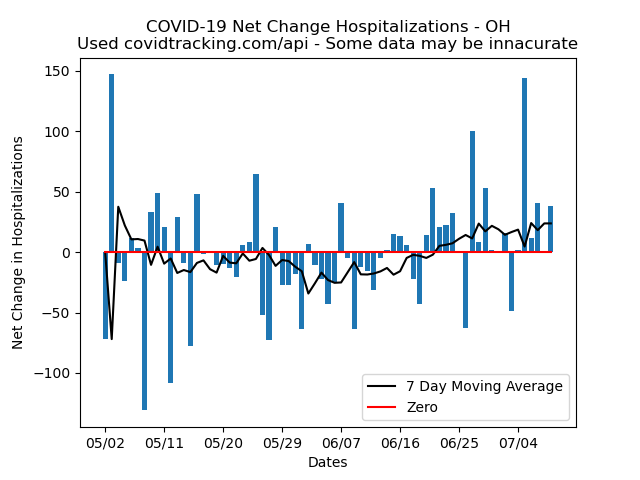 COVID-19 Net Change Hospitalizations - OH
Used covidtracking.com/api - Some data may be innacurate
Net Change in Hospitalizations
150
100
50
0
−50
−100
7 Day Moving Average
Zero
05/02 05/11 05/20 05/29 06/07 06/16 06/25 07/04
Dates